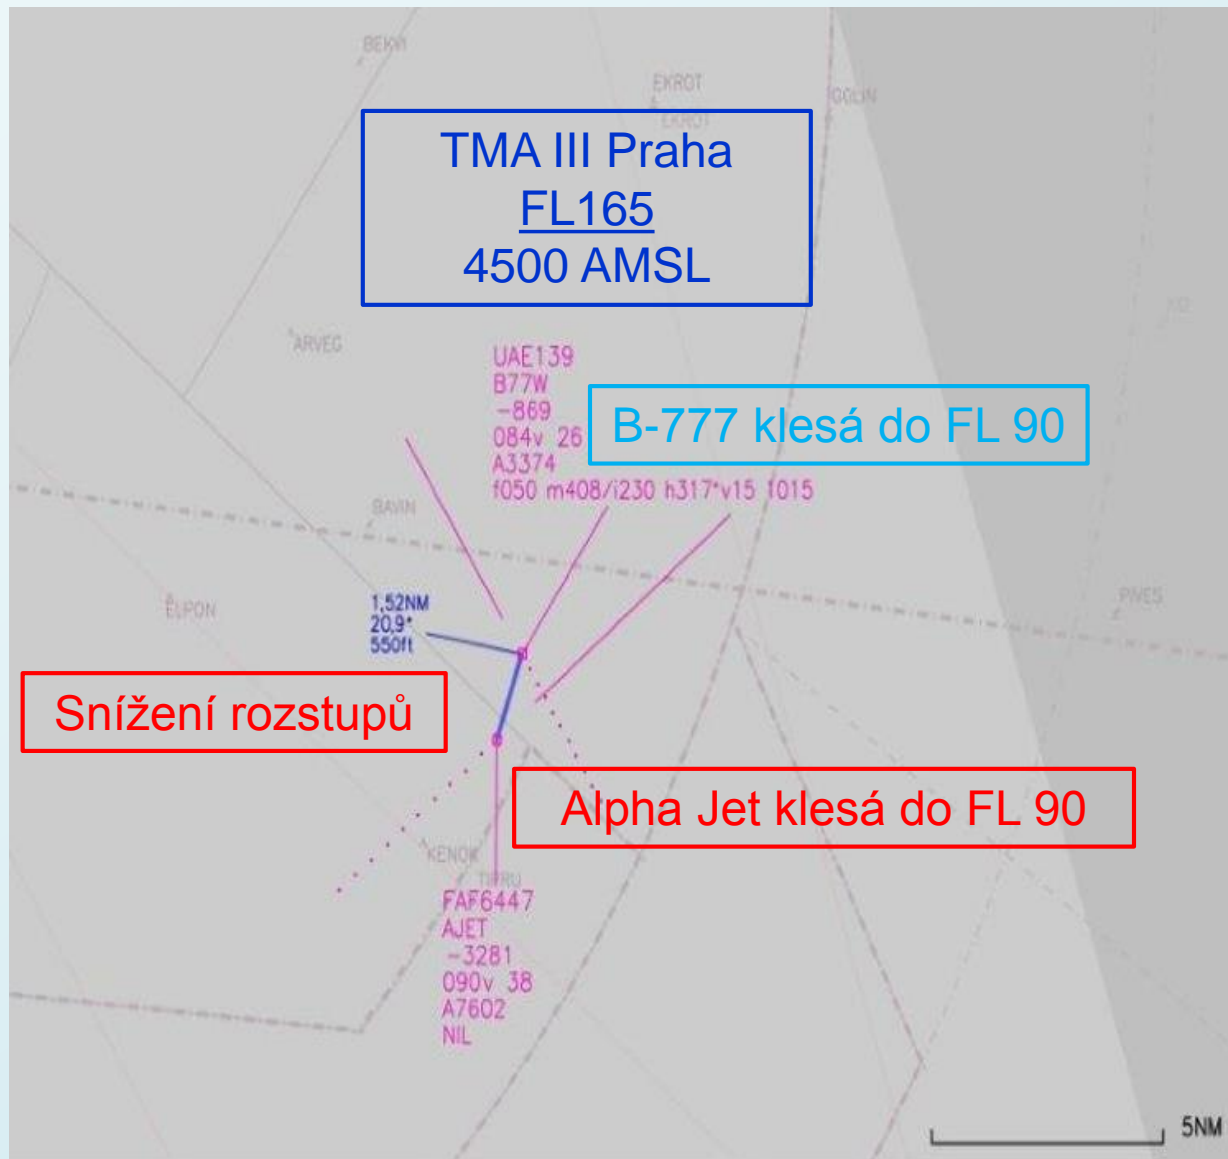 BEKVI
EKROT
EKROT
GOLIN
TMA III Praha
FL165
4500 AMSL
ARVEG
UAE139
B77W
-869
084v 26
A3374
f050 m408/i230 h317°v15 f015
B-777 klesá do FL 90
BAVIN
ELPON
PIVES
1,52NM
20,9°
550ft
Snížení rozstupů
Alpha Jet klesá do FL 90
KENOK
TIPRU
FAF6447
AJET
-3281
090v 38
A7602
NIL
5NM